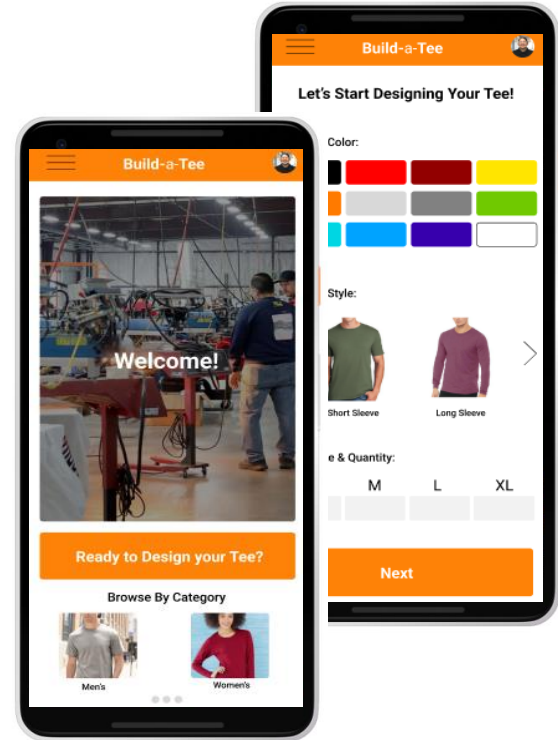 Build-a-Tee
Let's Start Designing Your Tee!
Color:
Style:
Short Sleeve
Long Sleeve
e & Quantity:
M L XL
Next
Build-a-Tee
Welcome!
Ready to Design your Tee?
Browse By Category
Men's
Women's